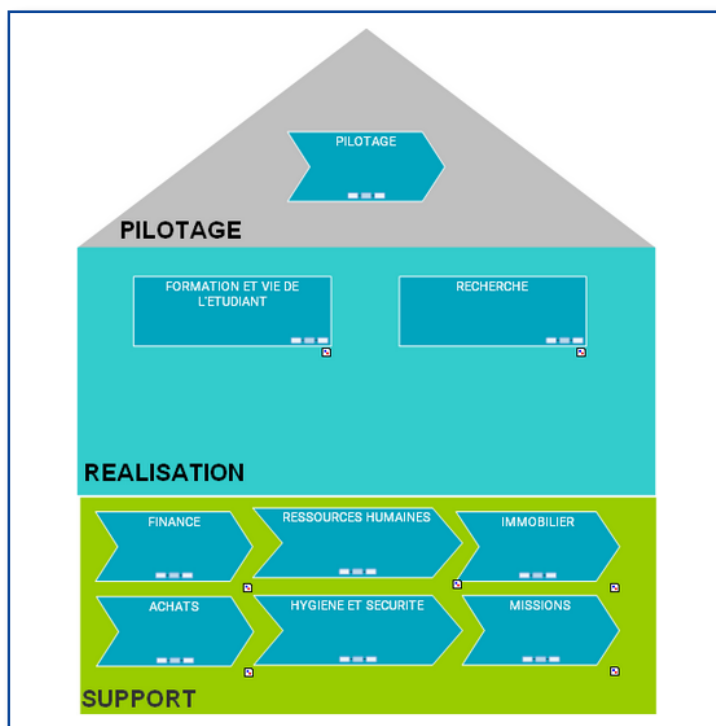 PILOTAGE
PILOTAGE
FORMATION ET VIE DE
L'ETUDIANT
RECHERCHE
REALISATION
FINANCE
RESSOURCES HUMAINES
IMMOBILIER
ACHATS
HYGIENE ET SECURITE
MISSIONS
SUPPORT